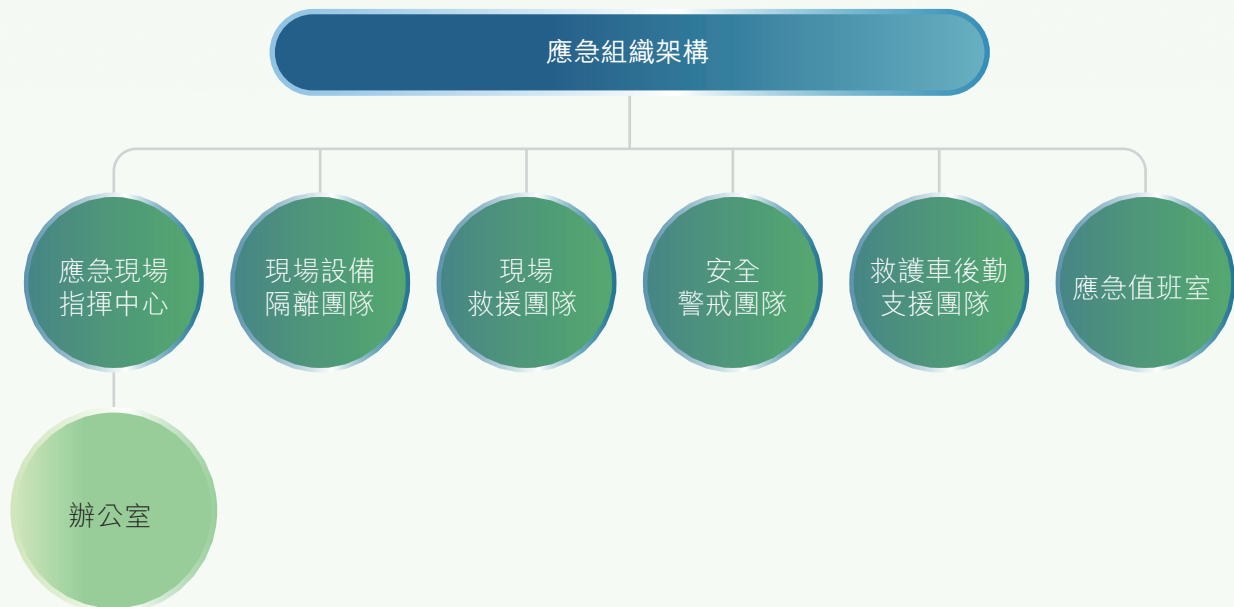 應急組織架構
應急現場
指揮中心
現場設備
隔離團隊
現場
救援團隊
安全
警戒團隊
救護車後勤
支援團隊
應急值班室
辦公室